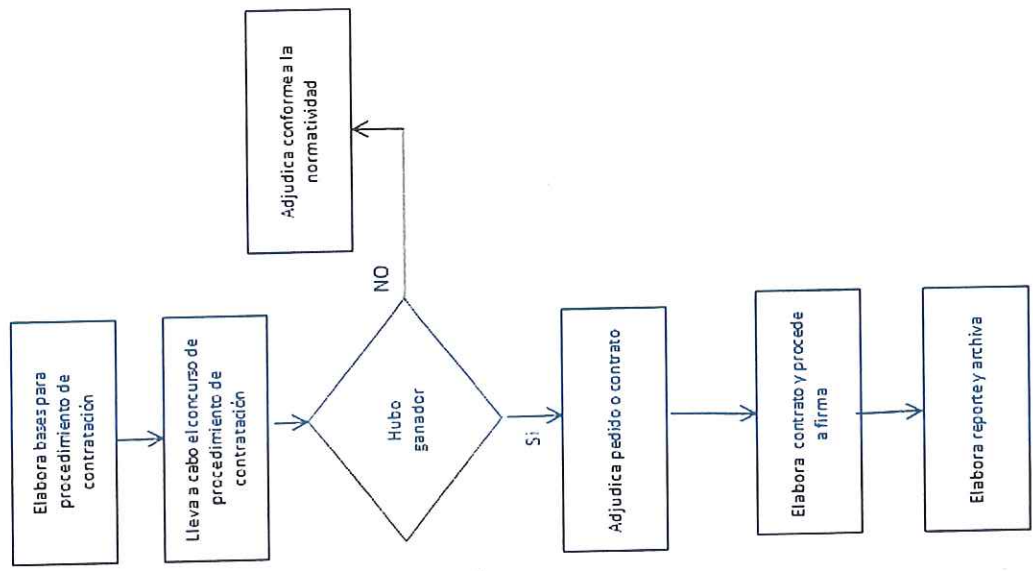 Elabora bases para
procedimiento de
contratación
Lleva a cabo el concurso de
procedimiento de
contratación
Hubo
ganador
NO
Adjudica conforme a la
normatividad
Si
Adjudica pedido o contrato
Elabora contrato y procede
a firma
Elabora reporte y archiva